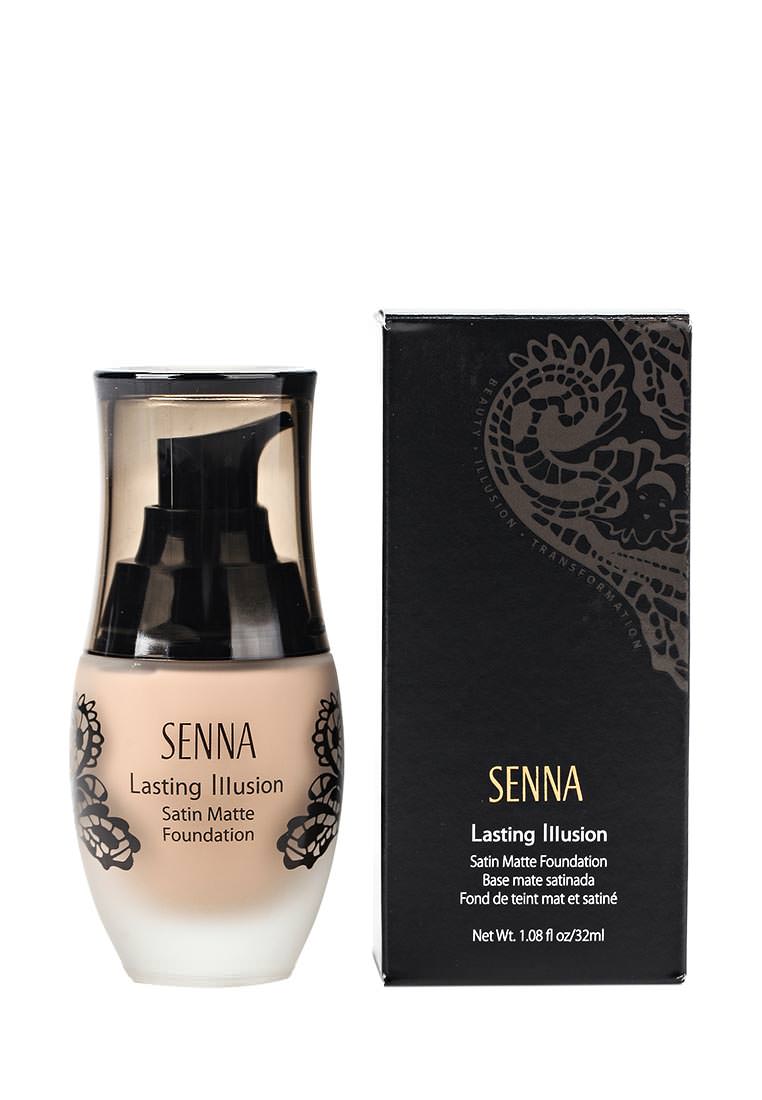 SENNA
Lasting Illusion
Satin Matte
Foundation
BEAUTY • ILLUSION • TRANSFORMATION
SENNA
Lasting Illusion
Satin Matte Foundation
Base mate satinada
Fond de teint mat et satiné
Net Wt. 1.08 fl oz/32ml